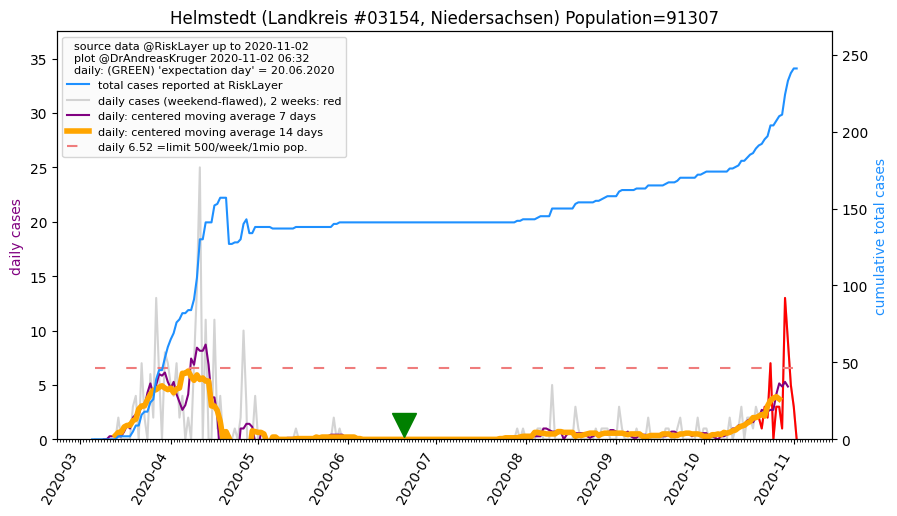 Helmstedt (Landkreis #03154, Niedersachsen) Population=91307
source data @RiskLayer up to 2020-11-02
plot @DrAndreasKruger 2020-11-02 06:32
daily: (GREEN) 'expectation day' = 20.06.2020
total cases reported at RiskLayer
daily cases (weekend-flawed), 2 weeks: red
daily: centered moving average 7 days
daily: centered moving average 14 days
daily 6.52 =limit 500/week/1mio pop.
daily cases
35
30
25
20
15
10
5
0
cumulative total cases
250
200
150
100
50
0
2020-03
2020-04
2020-05
2020-06
2020-07
2020-08
2020-09
2020-10
2020-11